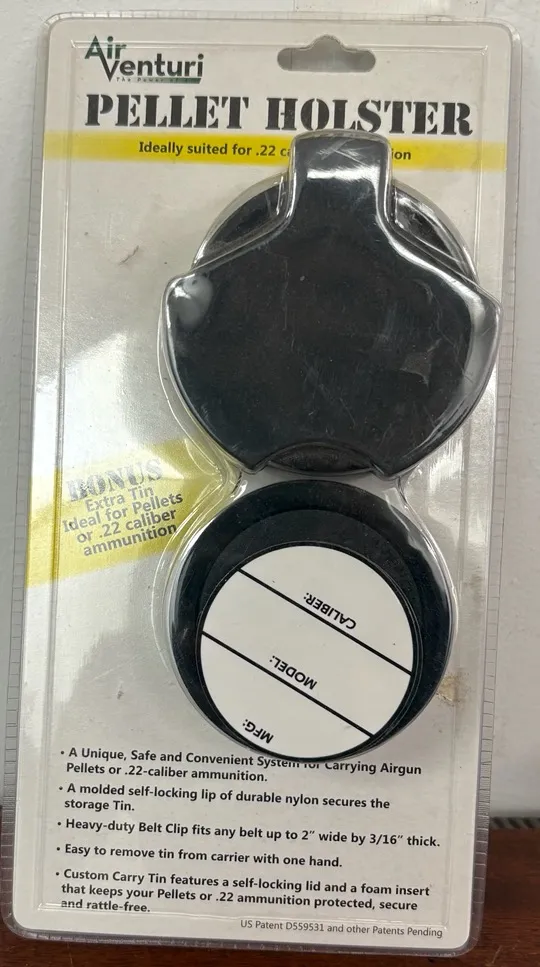 Air
Venturi
The Power of
PELLET HOLSTER
Ideally suited for .22 ca ion
BONUS
Extra Tin
Ideal for Pellets
or .22 caliber
ammunition
CALIBER:
MODEL:
MFG:
• A Unique, Safe and Convenient System for Carrying Airgun
Pellets or .22-caliber ammunition.
• A molded self-locking lip of durable nylon secures the
storage Tin.
• Heavy-duty Belt Clip fits any belt up to 2” wide by 3/16” thick.
• Easy to remove tin from carrier with one hand.
• Custom Carry Tin features a self-locking lid and a foam insert
that keeps your Pellets or .22 ammunition protected, secure
and rattle-free.
US Patent D559531 and other Patents Pending